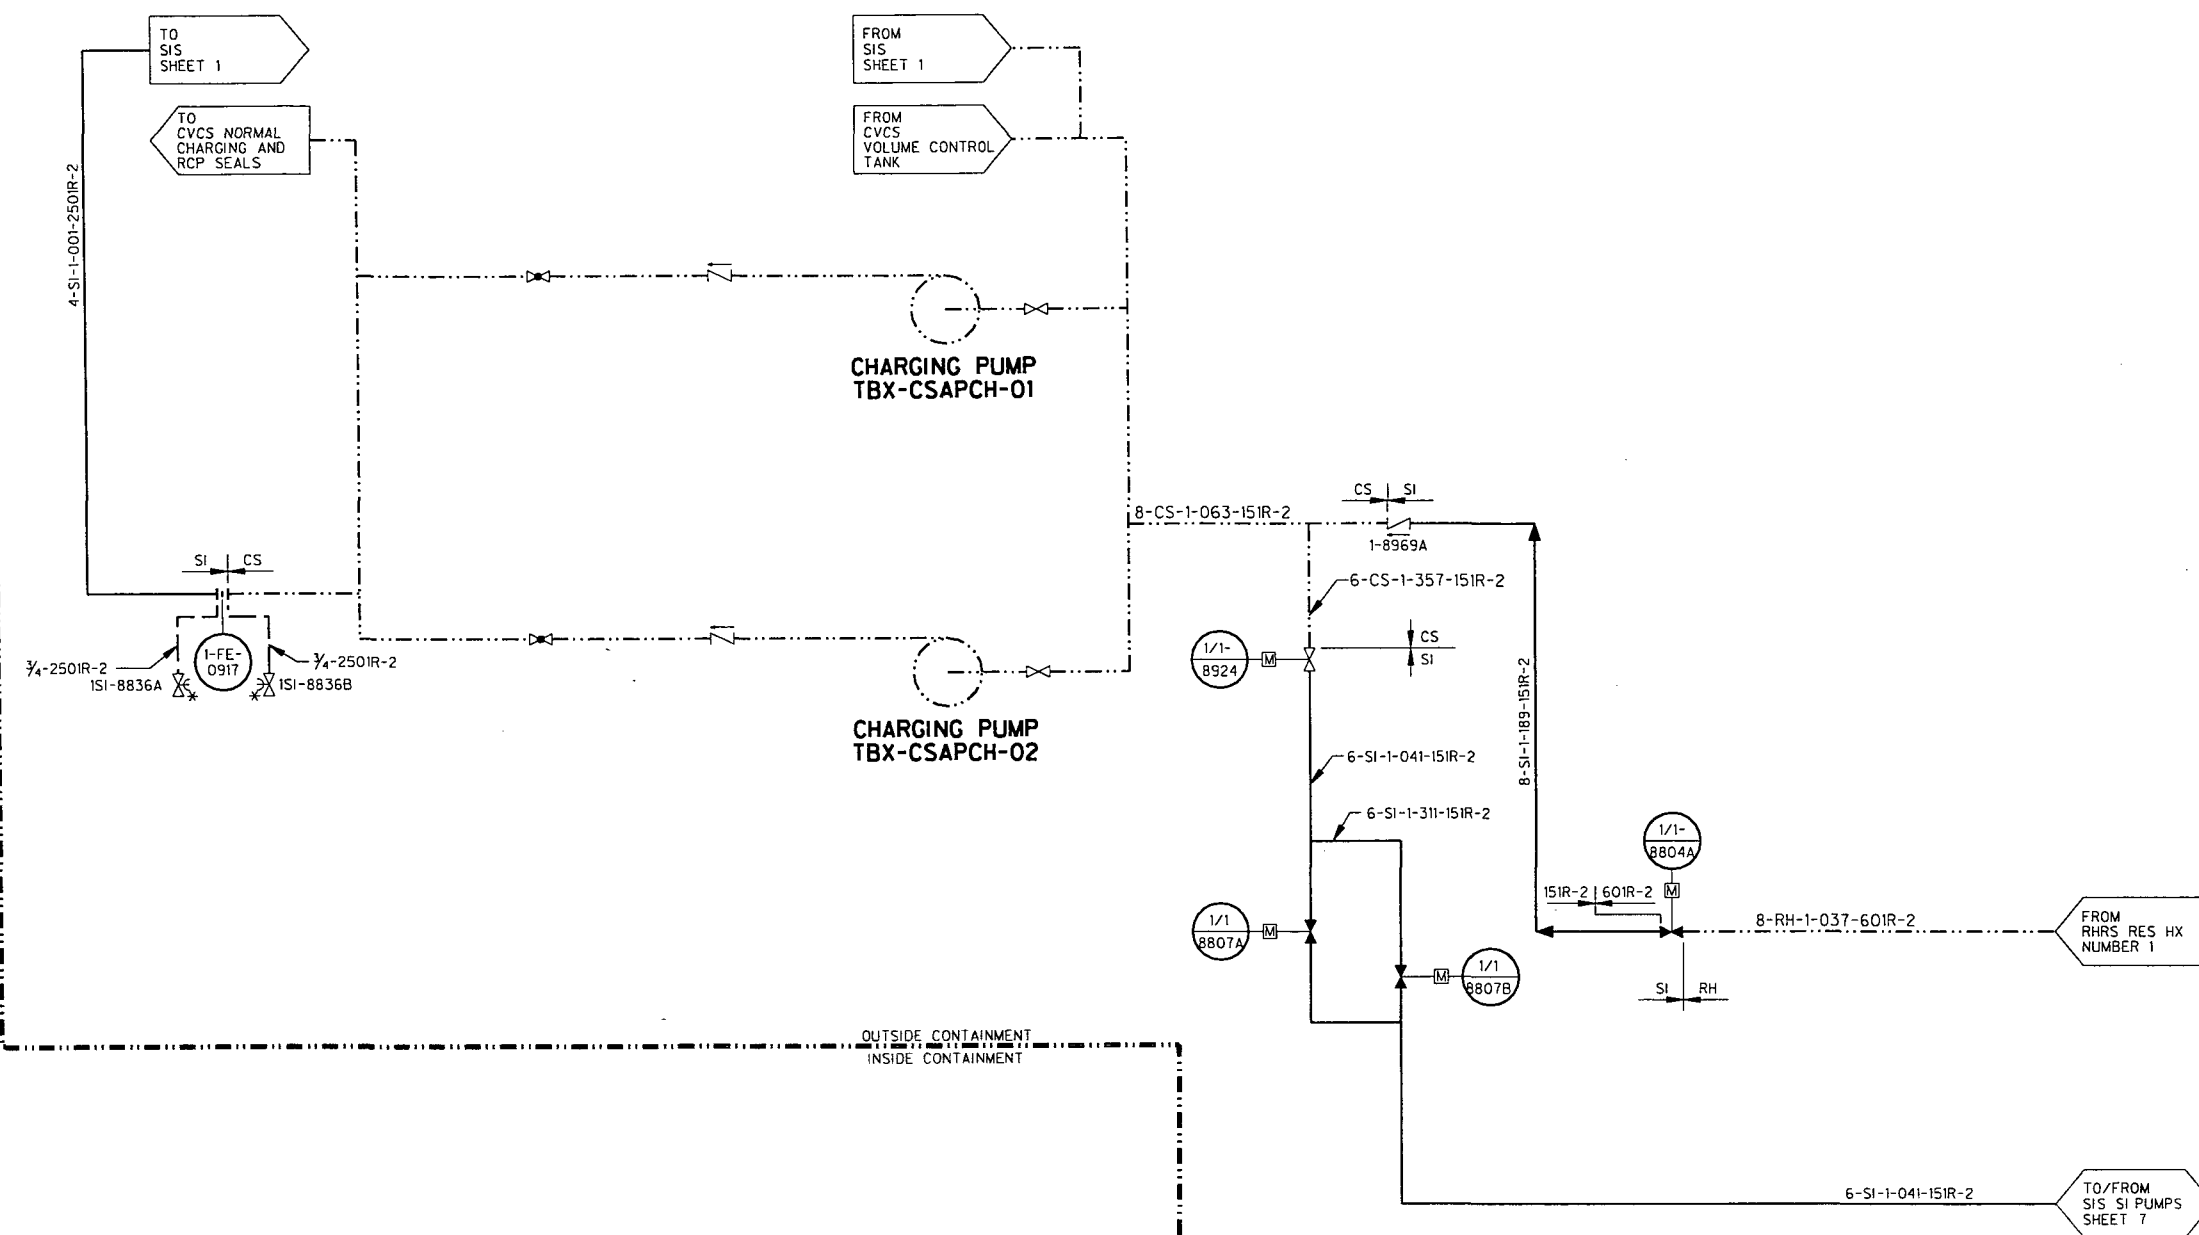 TO
SIS
SHEET 1
FROM
SIS
SHEET 1
TO
CVCS NORMAL
CHARGING AND
RCP SEALS
FROM
CVCS
VOLUME CONTROL
TANK
4-SI-1-001-2501R-2
CHARGING PUMP
TBX-CSAPCH-01
8-CS-1-063-151R-2
CS SI
1-8969A
SI CS
6-CS-1-357-151R-2
1-FE-
0917
3/4-2501R-2
3/4-2501R-2
1SI-8836A
1SI-8836B
*
*
1/1-
8924
M
CS
SI
CHARGING PUMP
TBX-CSAPCH-02
6-SI-1-041-151R-2
8-SI-1-189-151R-2
6-SI-1-311-151R-2
1/1-
8804A
M
151R-2 601R-2
8-RH-1-037-601R-2
FROM
RHRS RES HX
NUMBER 1
1/1
8807A
M
M
1/1
8807B
SI RH
OUTSIDE CONTAINMENT
INSIDE CONTAINMENT
6-SI-1-041-151R-2
TO/FROM
SIS SI PUMPS
SHEET 7